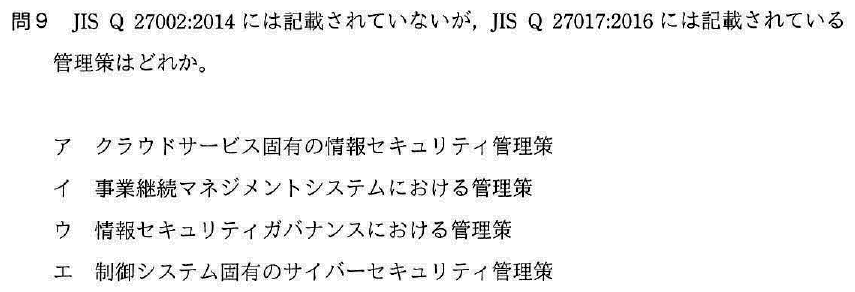 問9 JIS Q 27002:2014 には記載されていないが，JIS Q 27017:2016 には記載されている
管理策はどれか。
ア クラウドサービス固有の情報セキュリティ管理策
イ 事業継続マネジメントシステムにおける管理策
ウ 情報セキュリティガバナンスにおける管理策
エ 制御システム固有のサイバーセキュリティ管理策